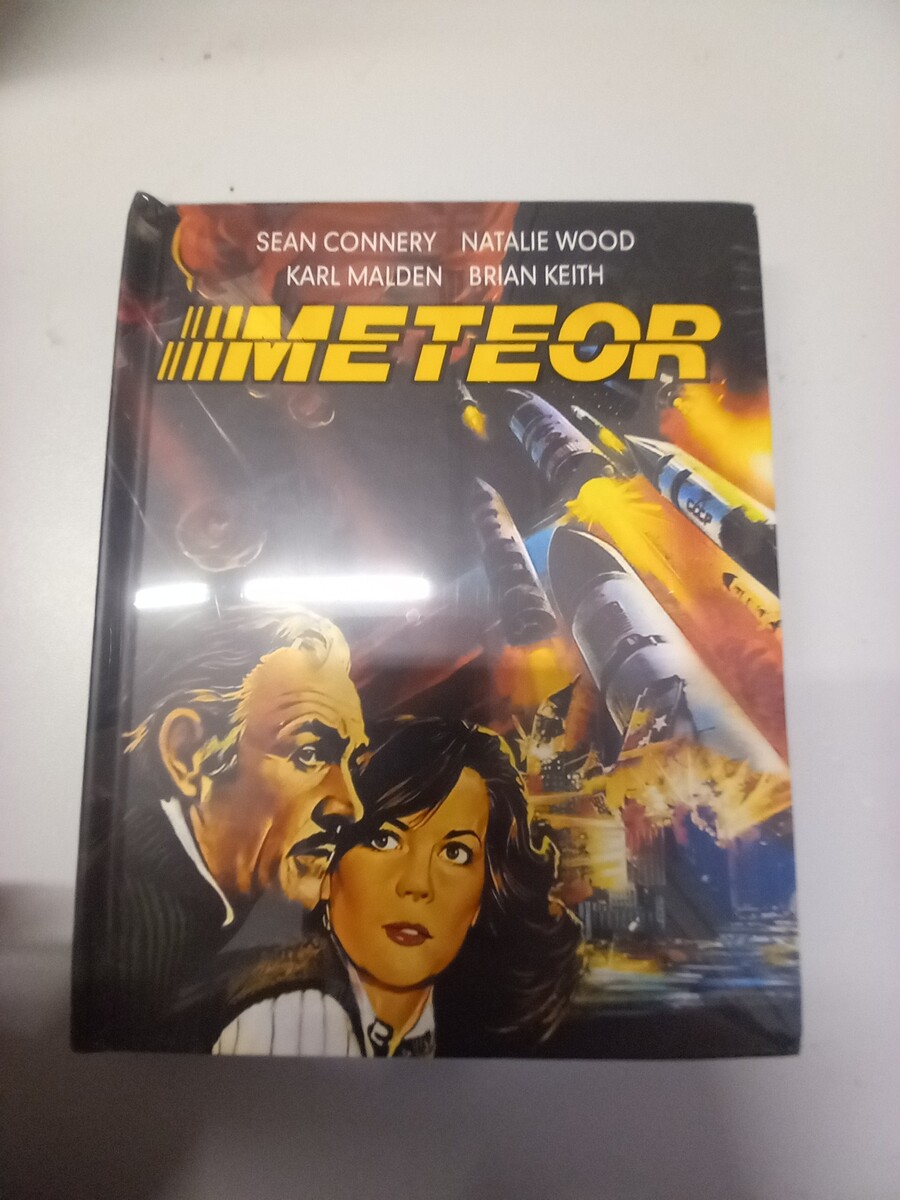 SEAN CONNERY NATALIE WOOD
KARL MALDEN BRIAN KEITH
METEOR
CCCP